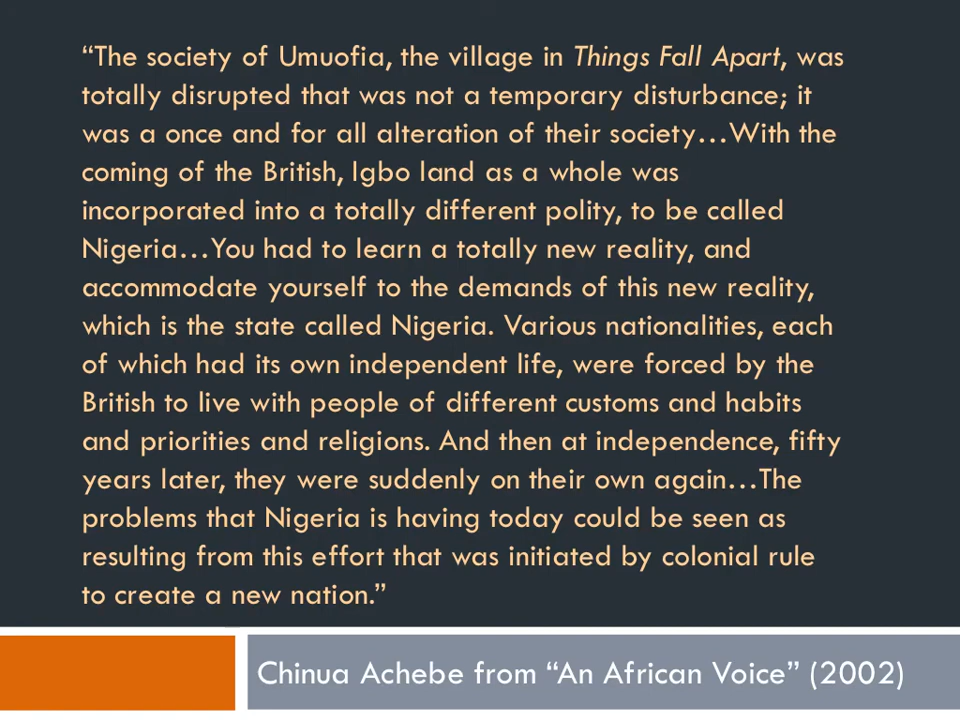 “The society of Umuofia, the village in Things Fall Apart, was
totally disrupted that was not a temporary disturbance; it
was a once and for all alteration of their society…With the
coming of the British, Igbo land as a whole was
incorporated into a totally different polity, to be called
Nigeria…You had to learn a totally new reality, and
accommodate yourself to the demands of this new reality,
which is the state called Nigeria. Various nationalities, each
of which had its own independent life, were forced by the
British to live with people of different customs and habits
and priorities and religions. And then at independence, fifty
years later, they were suddenly on their own again…The
problems that Nigeria is having today could be seen as
resulting from this effort that was initiated by colonial rule
to create a new nation.”
Chinua Achebe from “An African Voice” (2002)